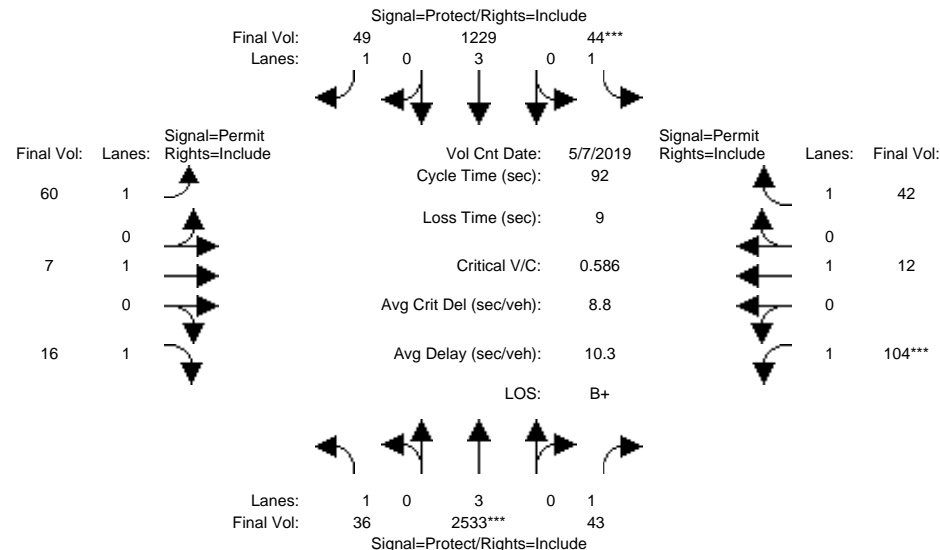 Signal=Protect/Rights=Include
Final Vol: 49 1229 44***
Lanes: 1 0 3 0 1
Signal=Permit Signal=Permit
Final Vol: Lanes: Rights=Include Vol Cnt Date: 5/7/2019 Rights=Include Lanes: Final Vol:
Cycle Time (sec): 92
60 1 1 42
Loss Time (sec): 9
0 0
7 1 Critical V/C: 0.586 1 12
0 Avg Crit Del (sec/veh): 8.8 0
16 1 Avg Delay (sec/veh): 10.3 1 104***
LOS: B+
Lanes: 1 0 3 0 1
Final Vol: 36 2533*** 43
Signal=Protect/Rights=Include